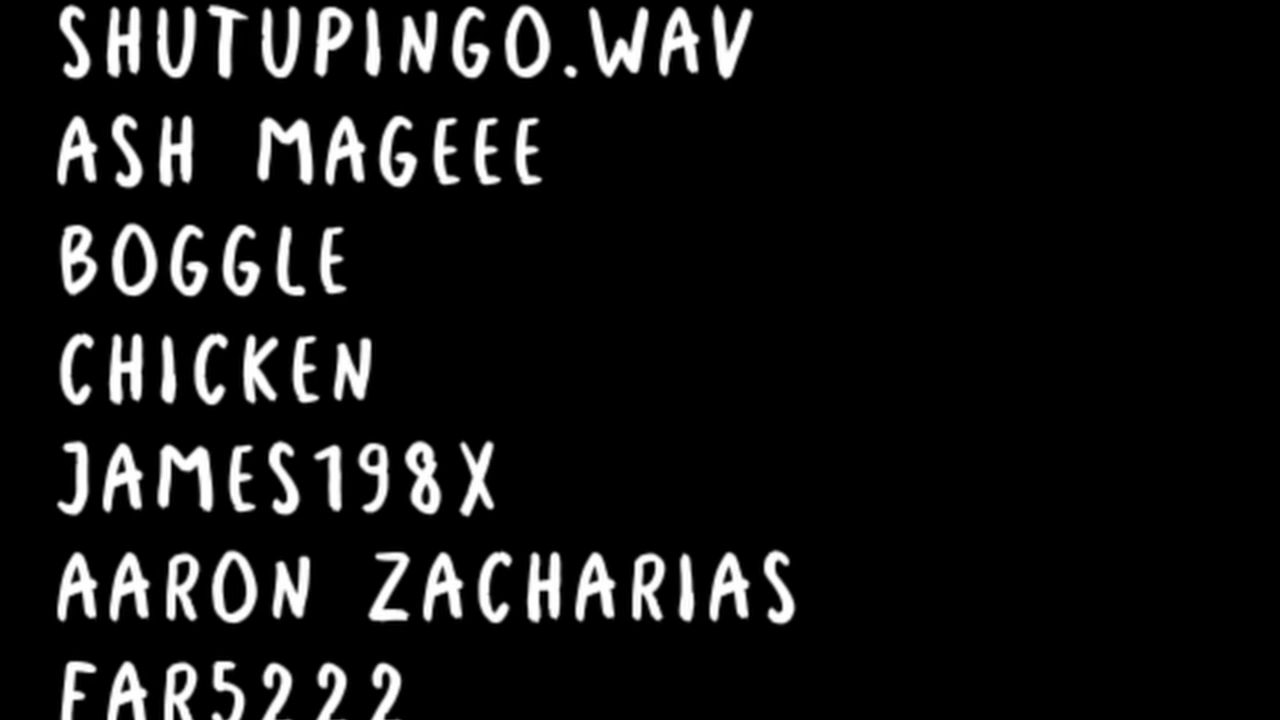 SHUTUPINGO.WAV
ASH MAGEEE
BOGGLE
CHICKEN
JAMES198X
AARON ZACHARIAS
FAR5222